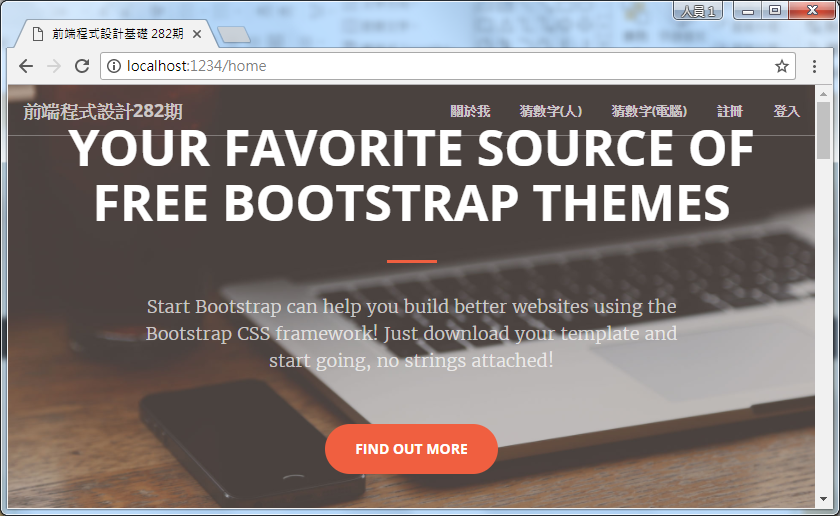 人員 1
前端程式設計基礎 282期
localhost:1234/home
前端程式設計282期
關於我 猜數字(人) 猜數字(電腦) 註冊 登入
YOUR FAVORITE SOURCE OF
FREE BOOTSTRAP THEMES
Start Bootstrap can help you build better websites using the
Bootstrap CSS framework! Just download your template and
start going, no strings attached!
FIND OUT MORE